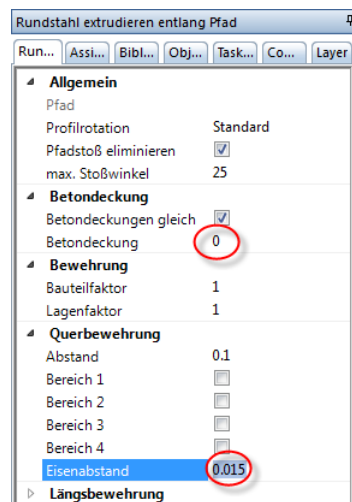 Rundstahl extrudieren entlang Pfad
Run... Assi... Bibl... Obj... Task... Co... Layer
Allgemein
Pfad
Profilrotation Standard
Pfadstoß eliminieren
max. Stoßwinkel 25
Betondeckung
Betondeckungen gleich
Betondeckung 0
Bewehrung
Bauteilfaktor 1
Lagenfaktor 1
Querbewehrung
Abstand 0.1
Bereich 1
Bereich 2
Bereich 3
Bereich 4
Eisenabstand 0.015
Längsbewehrung